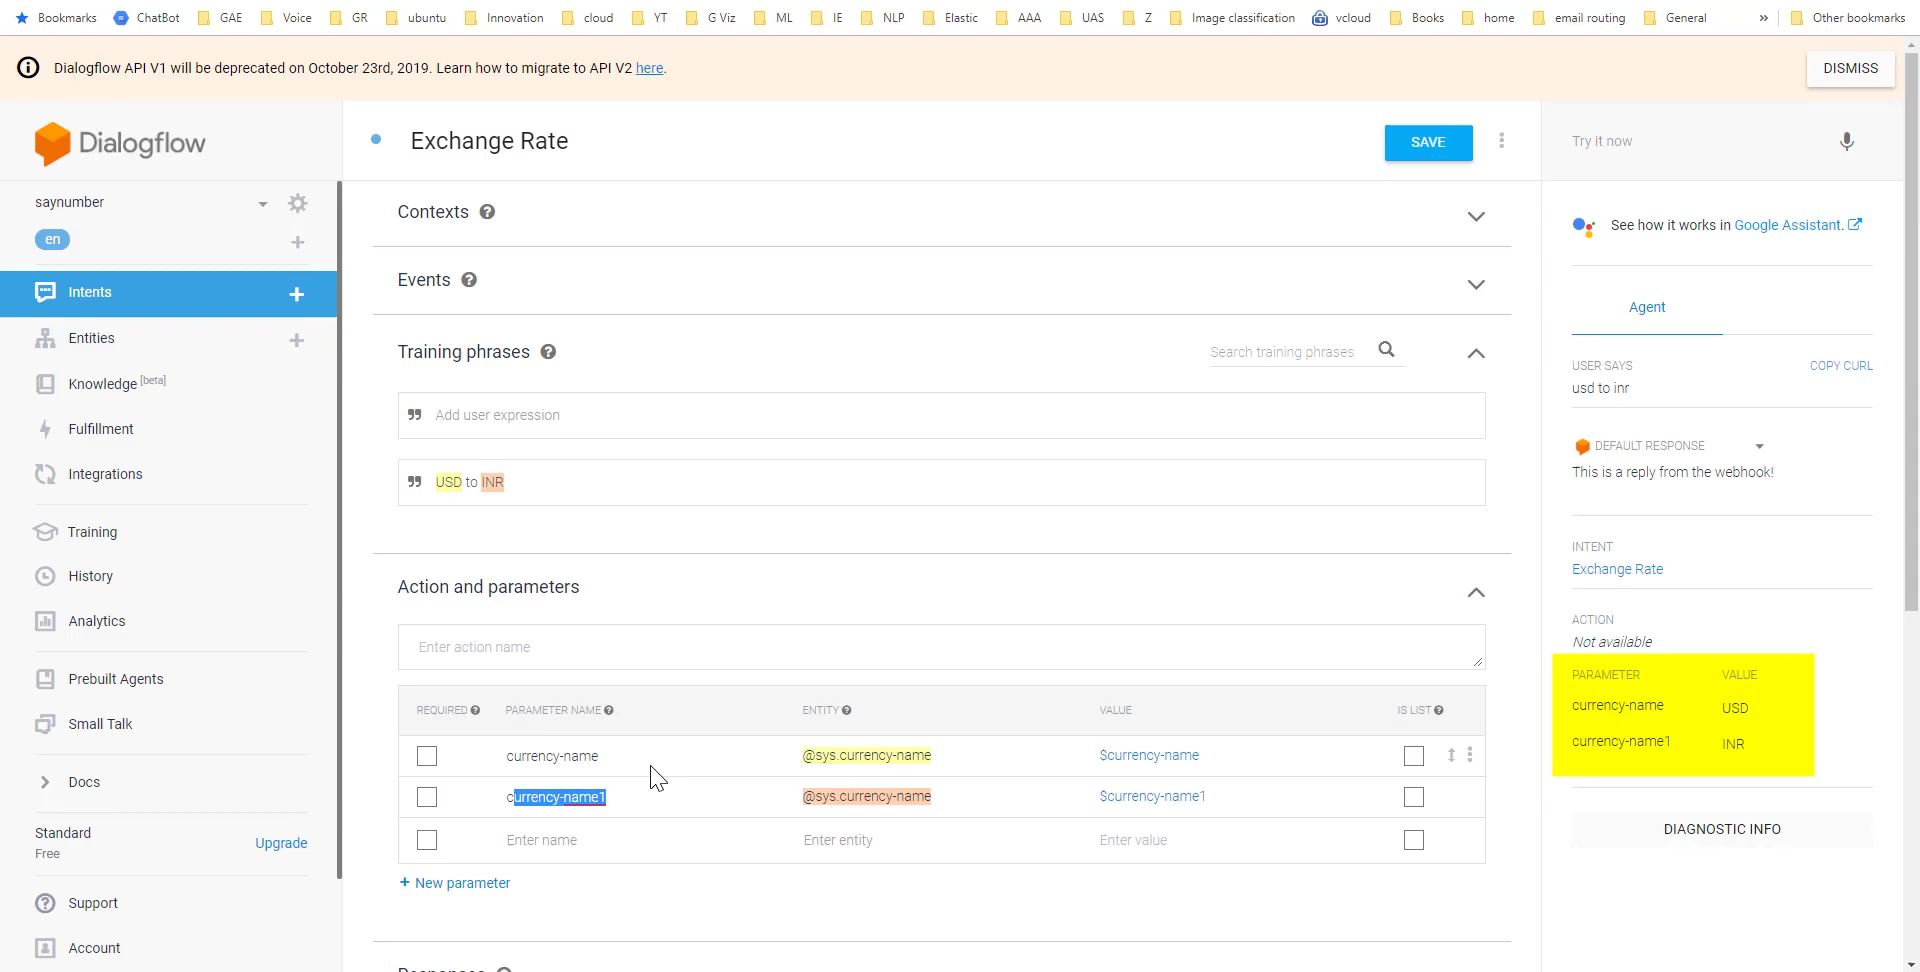 Bookmarks ChatBot GAE Voice GR ubuntu Innovation cloud YT G Viz ML IE NLP Elastic AAA UAS Z Image classification vcloud Books home email routing General » Other bookmarks
Dialogflow API V1 will be deprecated on October 23rd, 2019. Learn how to migrate to API V2 here.
DISMISS
Dialogflow
saynumber
en
Intents
Entities
Knowledge [beta]
Fulfillment
Integrations
Training
History
Analytics
Prebuilt Agents
Small Talk
Docs
Standard
Free
Upgrade
Support
Account
Exchange Rate
SAVE
Contexts
Events
Training phrases
Search training phrases
Add user expression
USD to INR
Action and parameters
Enter action name
REQUIRED PARAMETER NAME ENTITY VALUE IS LIST
currency-name @sys.currency-name $currency-name
currency-name1 @sys.currency-name $currency-name1
Enter name Enter entity Enter value
+ New parameter
Responses
Try it now
See how it works in Google Assistant.
Agent
USER SAYS COPY CURL
usd to inr
DEFAULT RESPONSE
This is a reply from the webhook!
INTENT
Exchange Rate
ACTION
Not available
PARAMETER VALUE
currency-name USD
currency-name1 INR
DIAGNOSTIC INFO